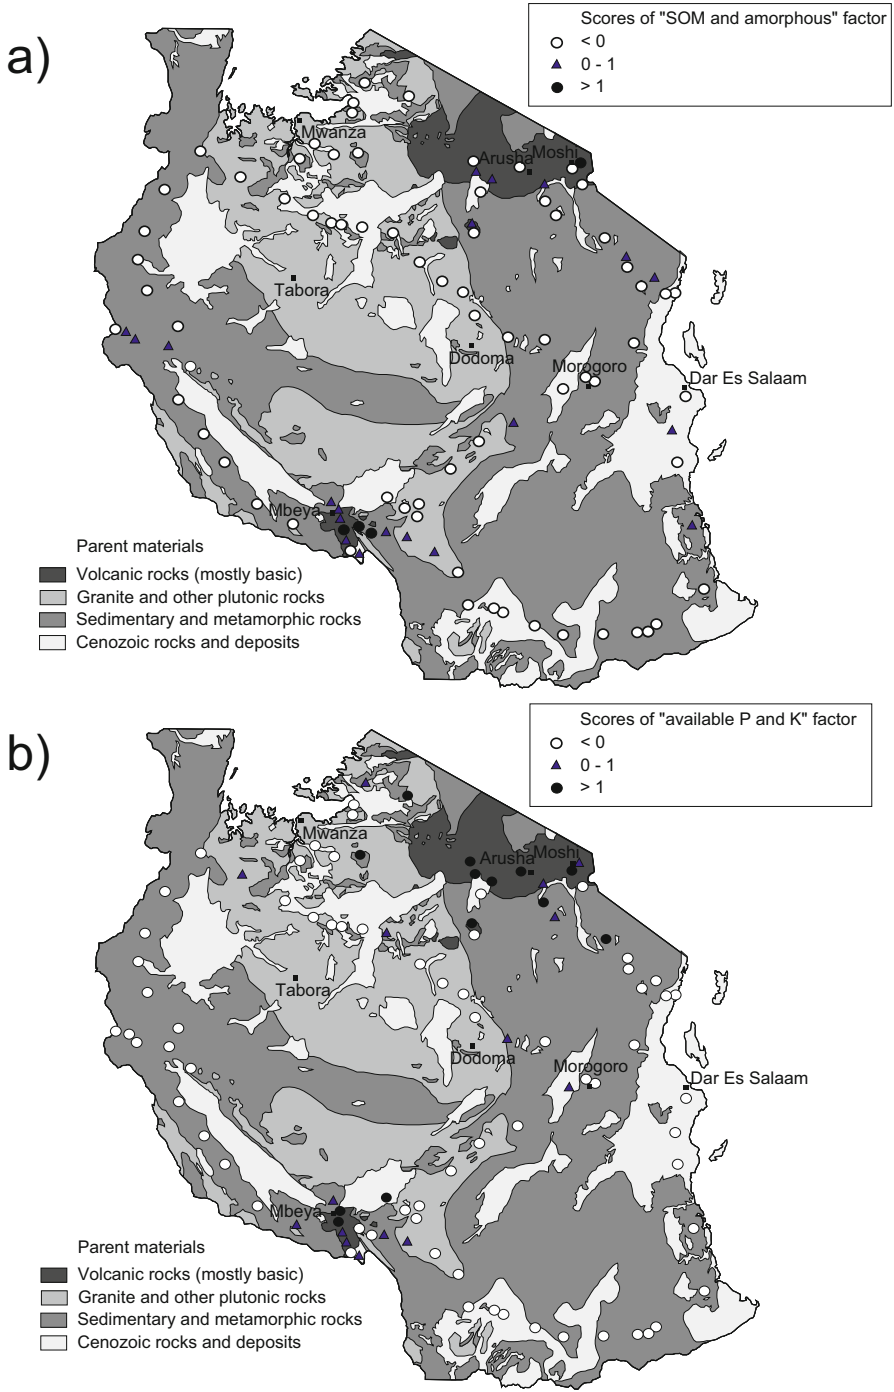 a)
Scores of "SOM and amorphous" factor
< 0
0 - 1
> 1
Mwanza
Arusha
Moshi
Tabora
Dodoma
Morogoro
Dar Es Salaam
Mbeya
Parent materials
Volcanic rocks (mostly basic)
Granite and other plutonic rocks
Sedimentary and metamorphic rocks
Cenozoic rocks and deposits
b)
Scores of "available P and K" factor
< 0
0 - 1
> 1
Mwanza
Arusha
Moshi
Tabora
Dodoma
Morogoro
Dar Es Salaam
Mbeya
Parent materials
Volcanic rocks (mostly basic)
Granite and other plutonic rocks
Sedimentary and metamorphic rocks
Cenozoic rocks and deposits